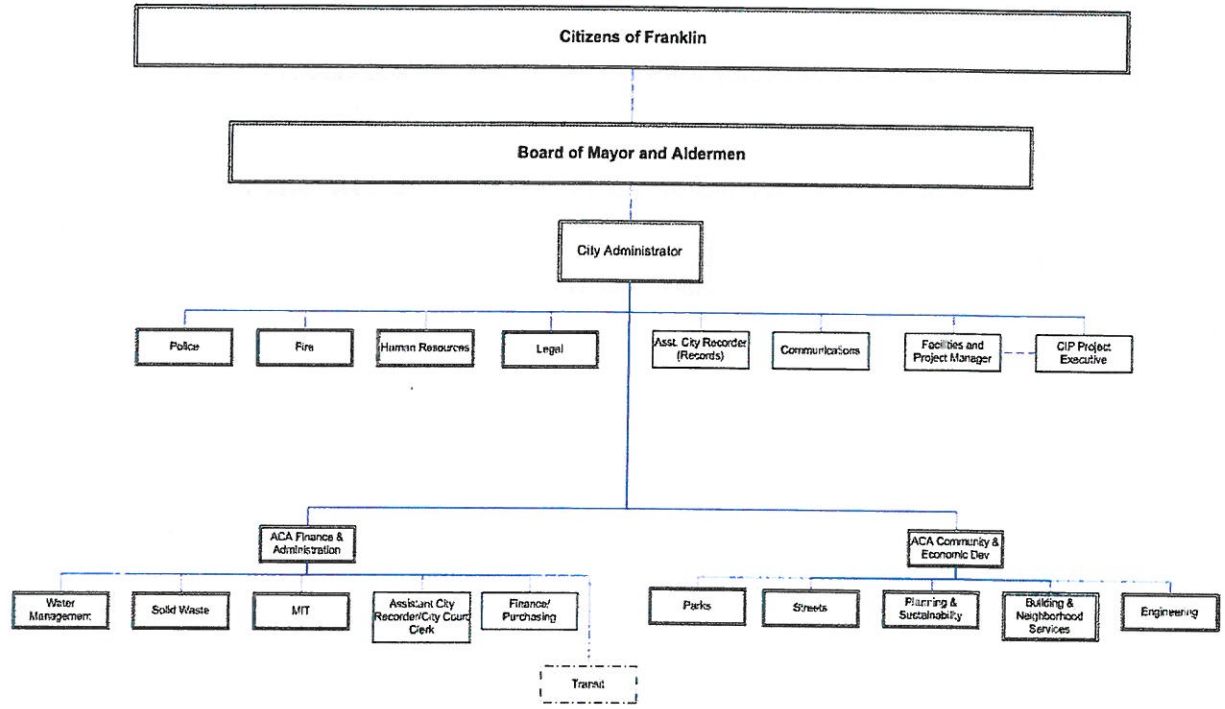 Citizens of Franklin
Board of Mayor and Aldermen
City Administrator
Police
Fire
Human Resources
Legal
Asst. City Recorder
(Records)
Communications
Facilities and
Project Manager
CIP Project
Executive
ACA Finance &
Administration
ACA Community &
Economic Dev
Water
Management
Solid Waste
MIT
Assistant City
Recorder/City Court
Clerk
Finance/
Purchasing
Parks
Streets
Planning &
Sustainability
Building &
Neighborhood
Services
Engineering
Transit